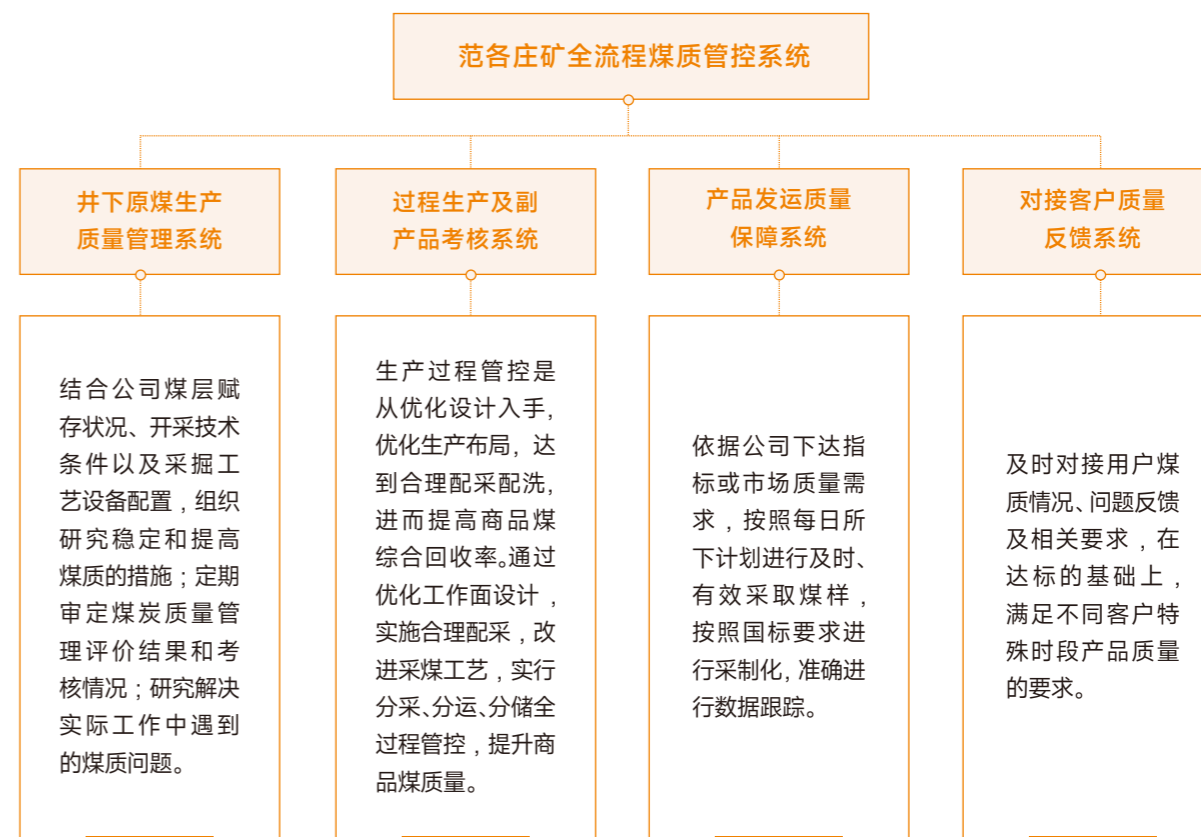 范各庄矿全流程煤质管控系统
井下原煤生产
质量管理系统
结合公司煤层赋
存状况、开采技术
条件以及采掘工
艺设备配置，组织
研究稳定和提高
煤质的措施；定期
审定煤炭质量管
理评价结果和考
核情况；研究解决
实际工作中遇到
的煤质问题。
过程生产及副
产品考核系统
生产过程管控是
从优化设计入手，
优化生产布局，达
到合理配采配洗，
进而提高商品煤
综合回收率。通过
优化工作面设计，
实施合理配采，改
进采煤工艺，实行
分采、分运、分储全
过程管控，提升商
品煤质量。
产品发运质量
保障系统
依据公司下达指
标或市场质量需
求，按照每日所
下计划进行及时、
有效采取煤样，
按照国标要求进
行采制化，准确进
行数据跟踪。
对接客户质量
反馈系统
及时对接用户煤
质情况、问题反馈
及相关要求，在
达标的基础上，
满足不同客户特
殊时段产品质量
的要求。